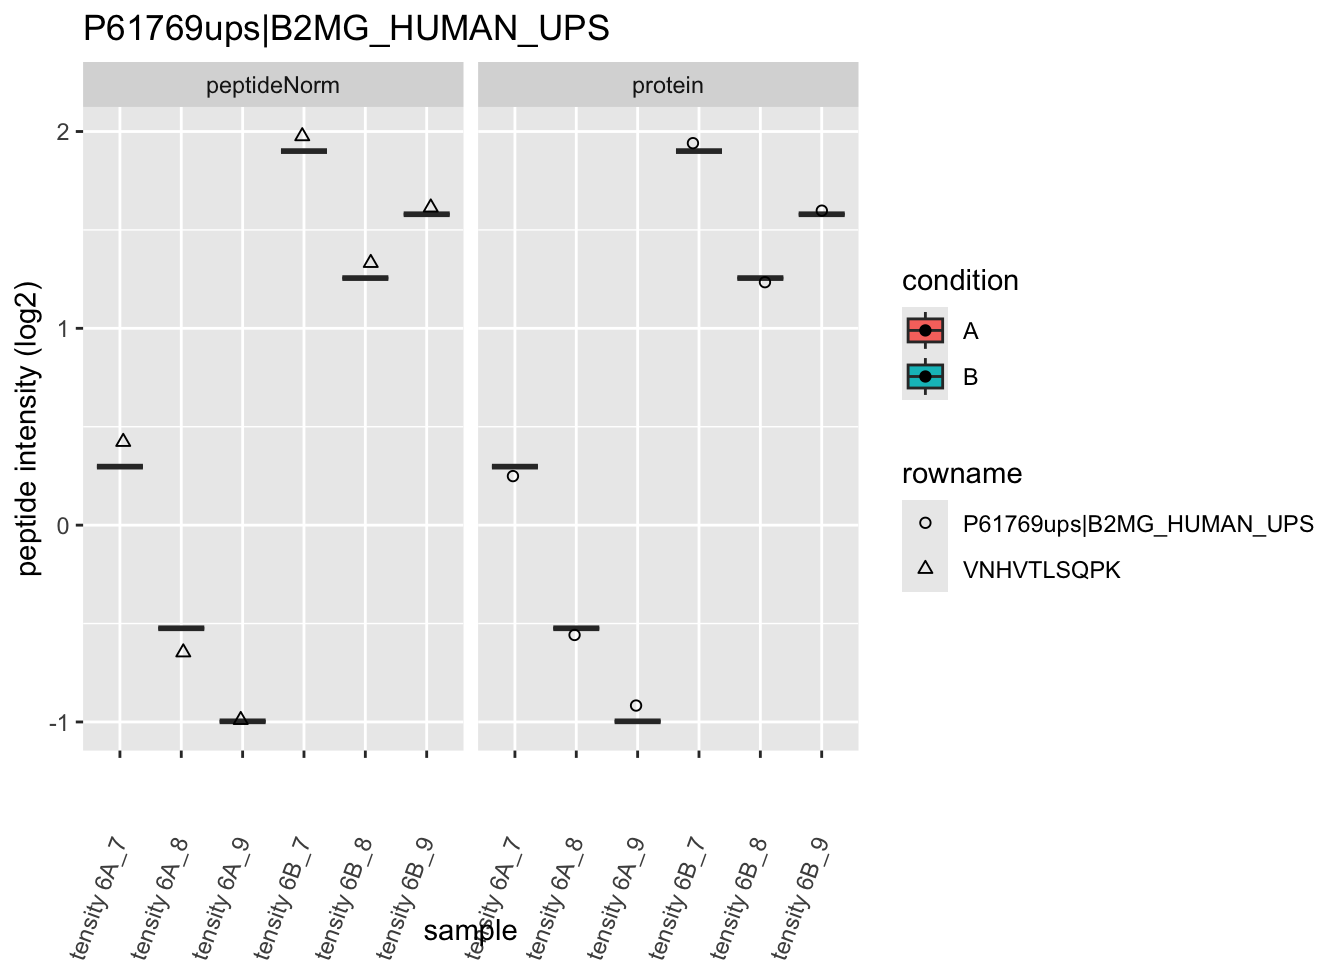 P61769ups|B2MG_HUMAN_UPS
peptideNorm
protein
peptide intensity (log2)
2
1
0
-1
tensity 6A_7
tensity 6A_8
tensity 6A_9
tensity 6B_7
tensity 6B_8
tensity 6B_9
tensity 6A_7
tensity 6A_8
tensity 6A_9
tensity 6B_7
tensity 6B_8
tensity 6B_9
sample
condition
A
B
rowname
P61769ups|B2MG_HUMAN_UPS
VNHVTLSQPK